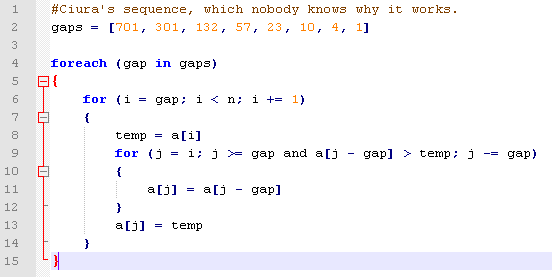 1 #Ciura's sequence, which nobody knows why it works.
2 gaps = [701, 301, 132, 57, 23, 10, 4, 1]
3
4 foreach (gap in gaps)
5 {
6     for (i = gap; i < n; i += 1)
7     {
8         temp = a[i]
9         for (j = i; j >= gap and a[j - gap] > temp; j -= gap)
10         {
11             a[j] = a[j - gap]
12         }
13         a[j] = temp
14     }
15 }